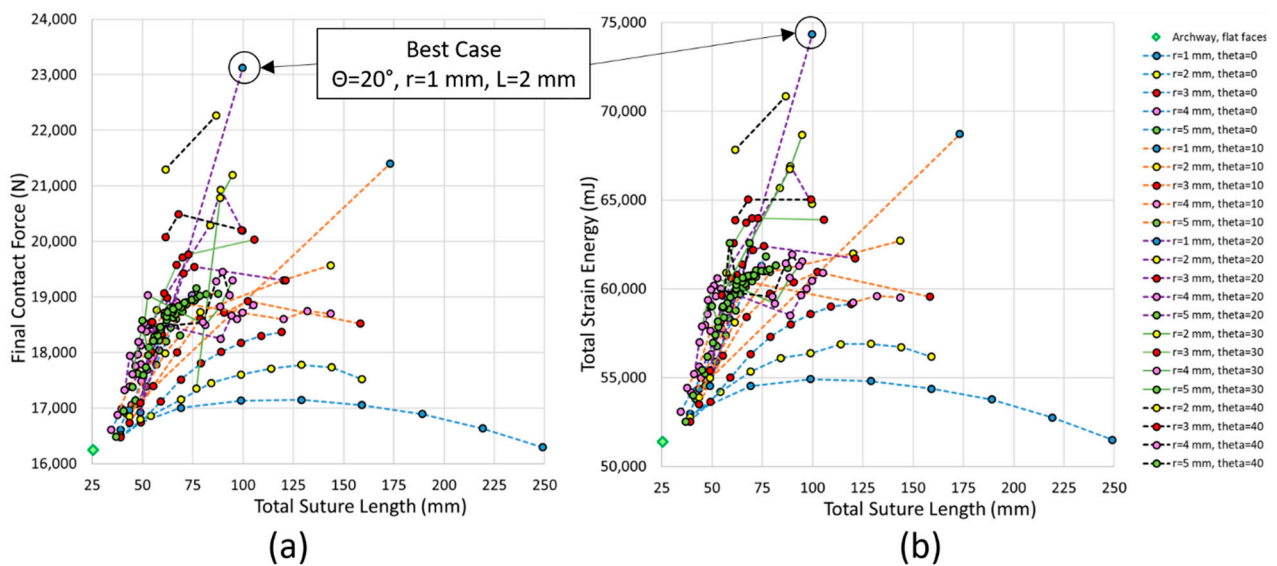 24,000
23,000
22,000
21,000
20,000
19,000
18,000
17,000
16,000
Final Contact Force (N)
25 50 75 100 125 150 175 200 225 250
Total Suture Length (mm)
(a)
Best Case
Θ=20°, r=1 mm, L=2 mm
75,000
70,000
65,000
60,000
55,000
50,000
Total Strain Energy (mJ)
25 50 75 100 125 150 175 200 225 250
Total Suture Length (mm)
(b)
Archway, flat faces
r=1 mm, theta=0
r=2 mm, theta=0
r=3 mm, theta=0
r=4 mm, theta=0
r=5 mm, theta=0
r=1 mm, theta=10
r=2 mm, theta=10
r=3 mm, theta=10
r=4 mm, theta=10
r=5 mm, theta=10
r=1 mm, theta=20
r=2 mm, theta=20
r=3 mm, theta=20
r=4 mm, theta=20
r=5 mm, theta=20
r=2 mm, theta=30
r=3 mm, theta=30
r=4 mm, theta=30
r=5 mm, theta=30
r=2 mm, theta=40
r=3 mm, theta=40
r=4 mm, theta=40
r=5 mm, theta=40